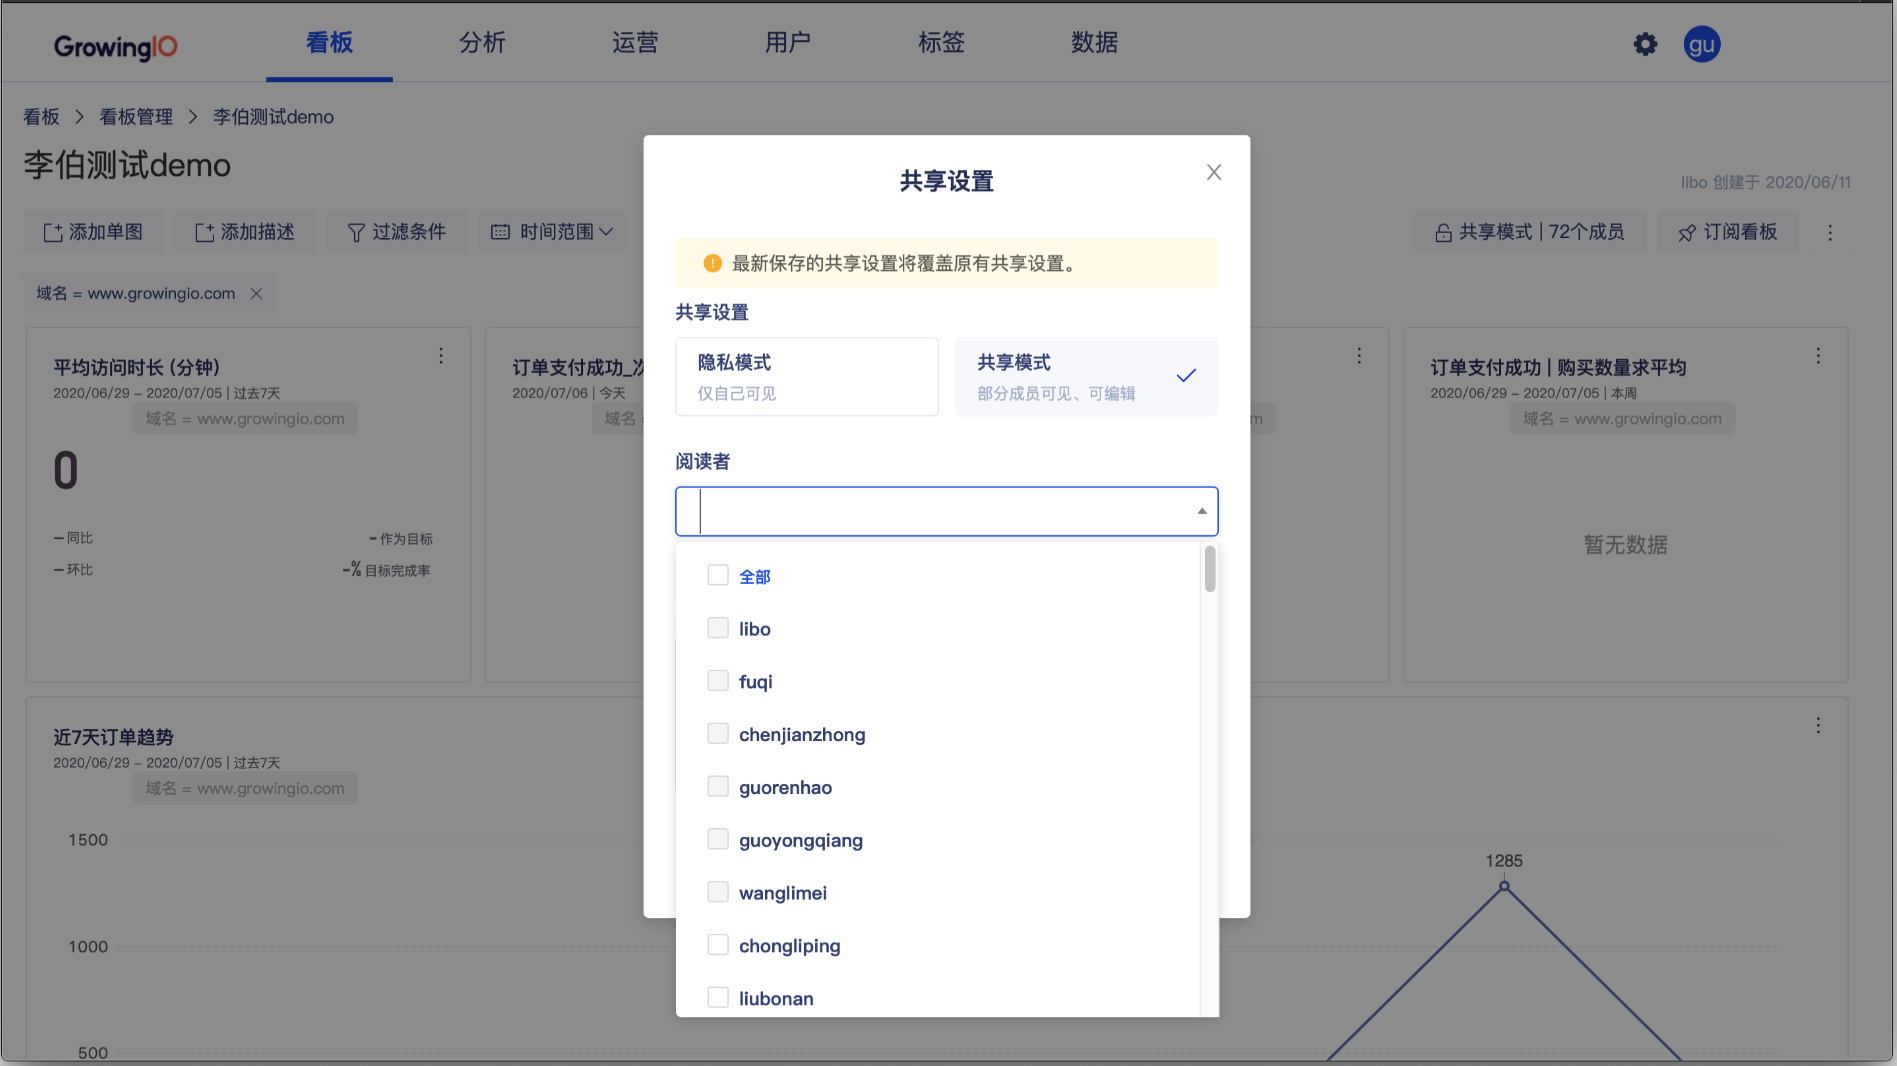 GrowingIO
看板
分析
运营
用户
标签
数据
gu
看板 > 看板管理 > 李伯测试demo
李伯测试demo
libo 创建于 2020/06/11
添加单图
添加描述
过滤条件
时间范围
共享模式 | 72个成员
订阅看板
域名 = www.growingio.com
平均访问时长 (分钟)
2020/06/29 - 2020/07/05 | 过去7天
域名 = www.growingio.com
0
- 同比
- 作为目标
- 环比
-% 目标完成率
订单支付成功_次
2020/07/06 | 今天
域名 =
m
订单支付成功 | 购买数量求平均
2020/06/29 - 2020/07/05 | 本周
域名 = www.growingio.com
暂无数据
近7天订单趋势
2020/06/29 - 2020/07/05 | 过去7天
域名 = www.growingio.com
1500
1000
500
1285
共享设置
最新保存的共享设置将覆盖原有共享设置。
共享设置
隐私模式
仅自己可见
共享模式
部分成员可见、可编辑
阅读者
全部
libo
fuqi
chenjianzhong
guorenhao
guoyongqiang
wanglimei
chongliping
liubonan